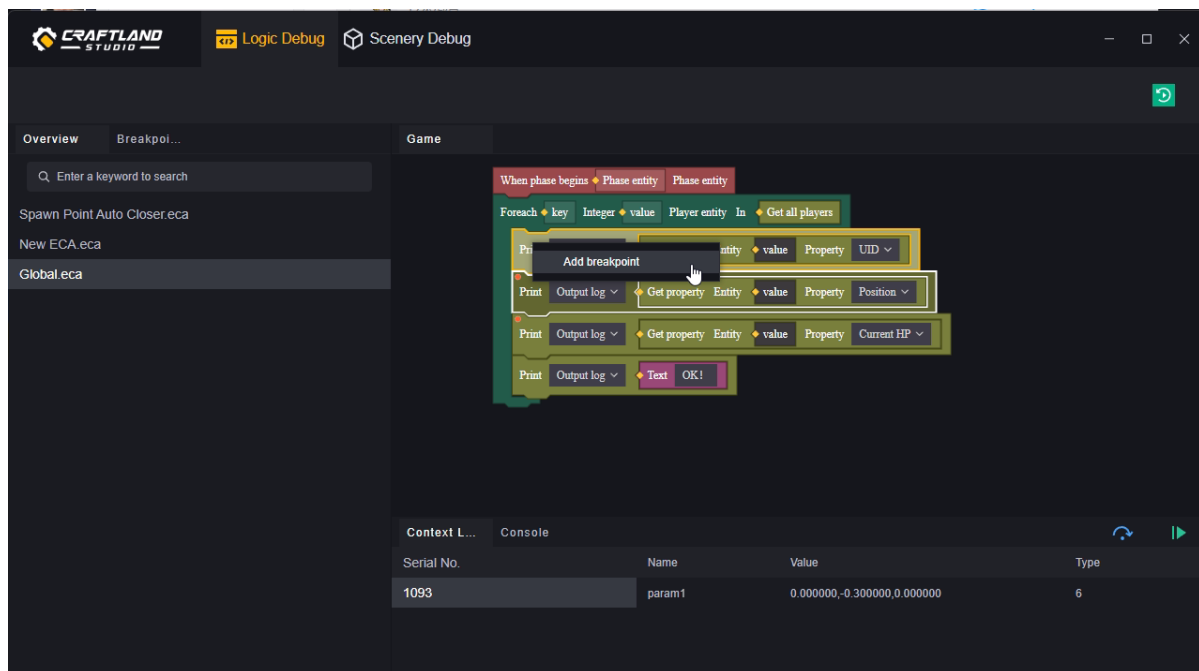 CRAFTLAND
STUDIO
Logic Debug
Scenery Debug
Overview
Breakpoi...
Game
Enter a keyword to search
Spawn Point Auto Closer.eca
New ECA.eca
Global.eca
When phase begins Phase entity Phase entity
Foreach key Integer value Player entity In Get all players
value Property UID
Add breakpoint
Print Output log Get property Entity value Property Position
Print Output log Get property Entity value Property Current HP
Print Output log Text OK!
Context L... Console
Serial No. Name Value Type
1093 param1 0.000000,-0.300000,0.000000 6